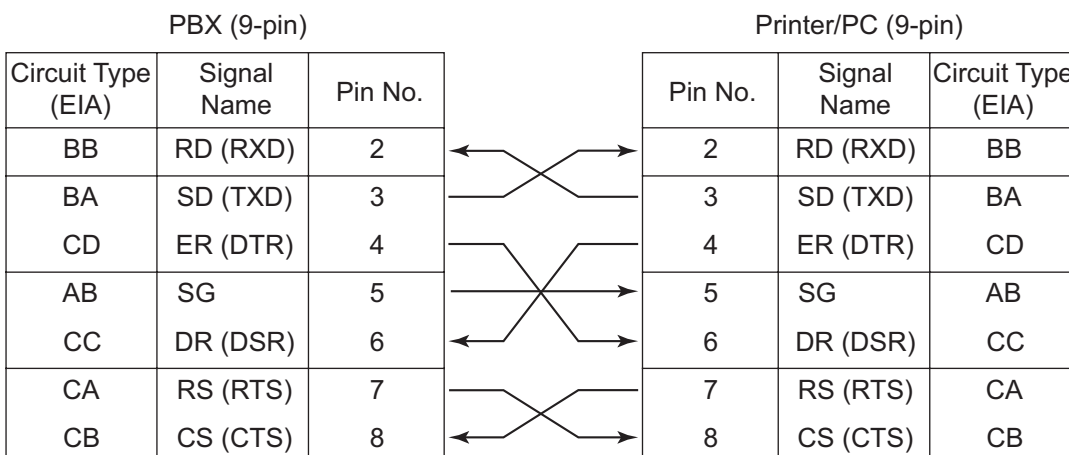 PBX (9-pin) Printer/PC (9-pin)
Circuit Type (EIA) Signal Name Pin No. Pin No. Signal Name Circuit Type (EIA)
BB RD (RXD) 2 2 RD (RXD) BB
BA SD (TXD) 3 3 SD (TXD) BA
CD ER (DTR) 4 4 ER (DTR) CD
AB SG 5 5 SG AB
CC DR (DSR) 6 6 DR (DSR) CC
CA RS (RTS) 7 7 RS (RTS) CA
CB CS (CTS) 8 8 CS (CTS) CB